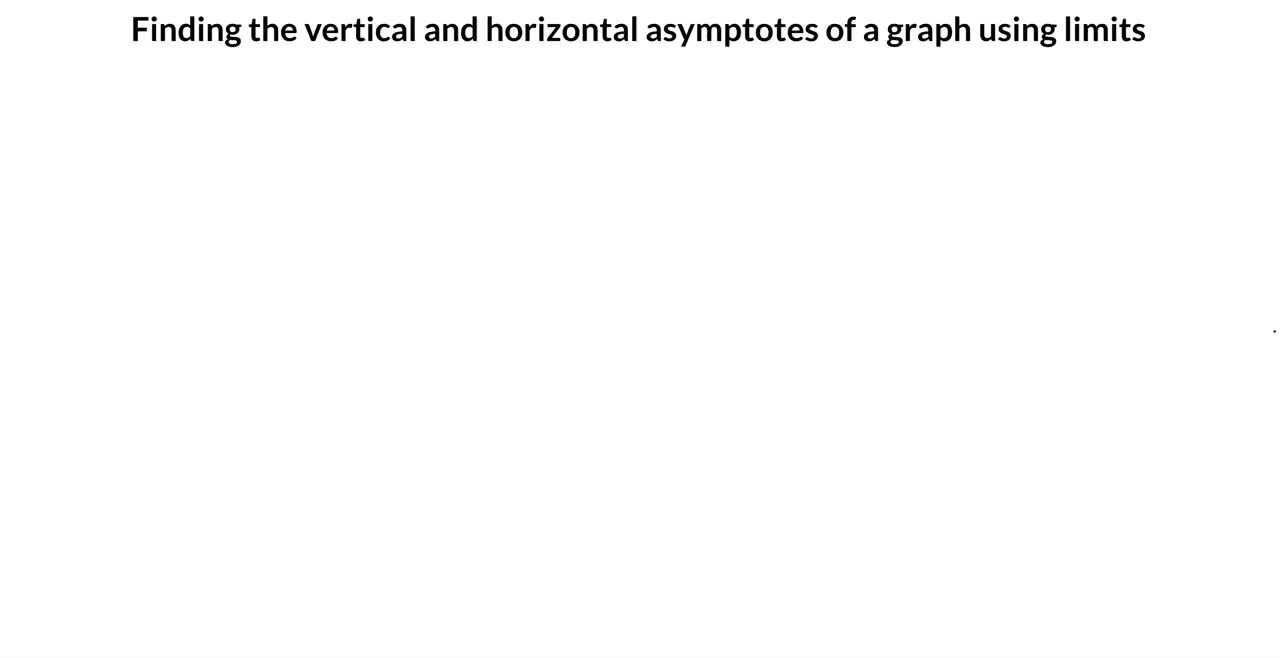 Finding the vertical and horizontal asymptotes of a graph using limits